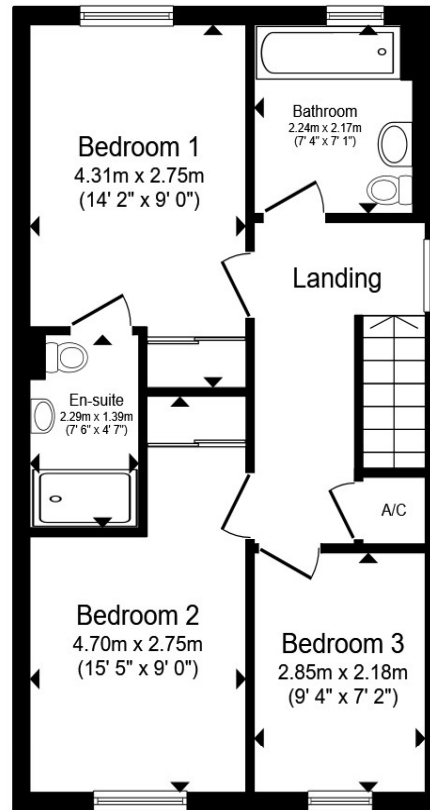 Bedroom 1
4.31m x 2.75m
(14' 2" x 9' 0")
Bathroom
2.24m x 2.17m
(7' 4" x 7' 1")
Landing
En-suite
2.29m x 1.39m
(7' 6" x 4' 7")
A/C
Bedroom 2
4.70m x 2.75m
(15' 5" x 9' 0")
Bedroom 3
2.85m x 2.18m
(9' 4" x 7' 2")